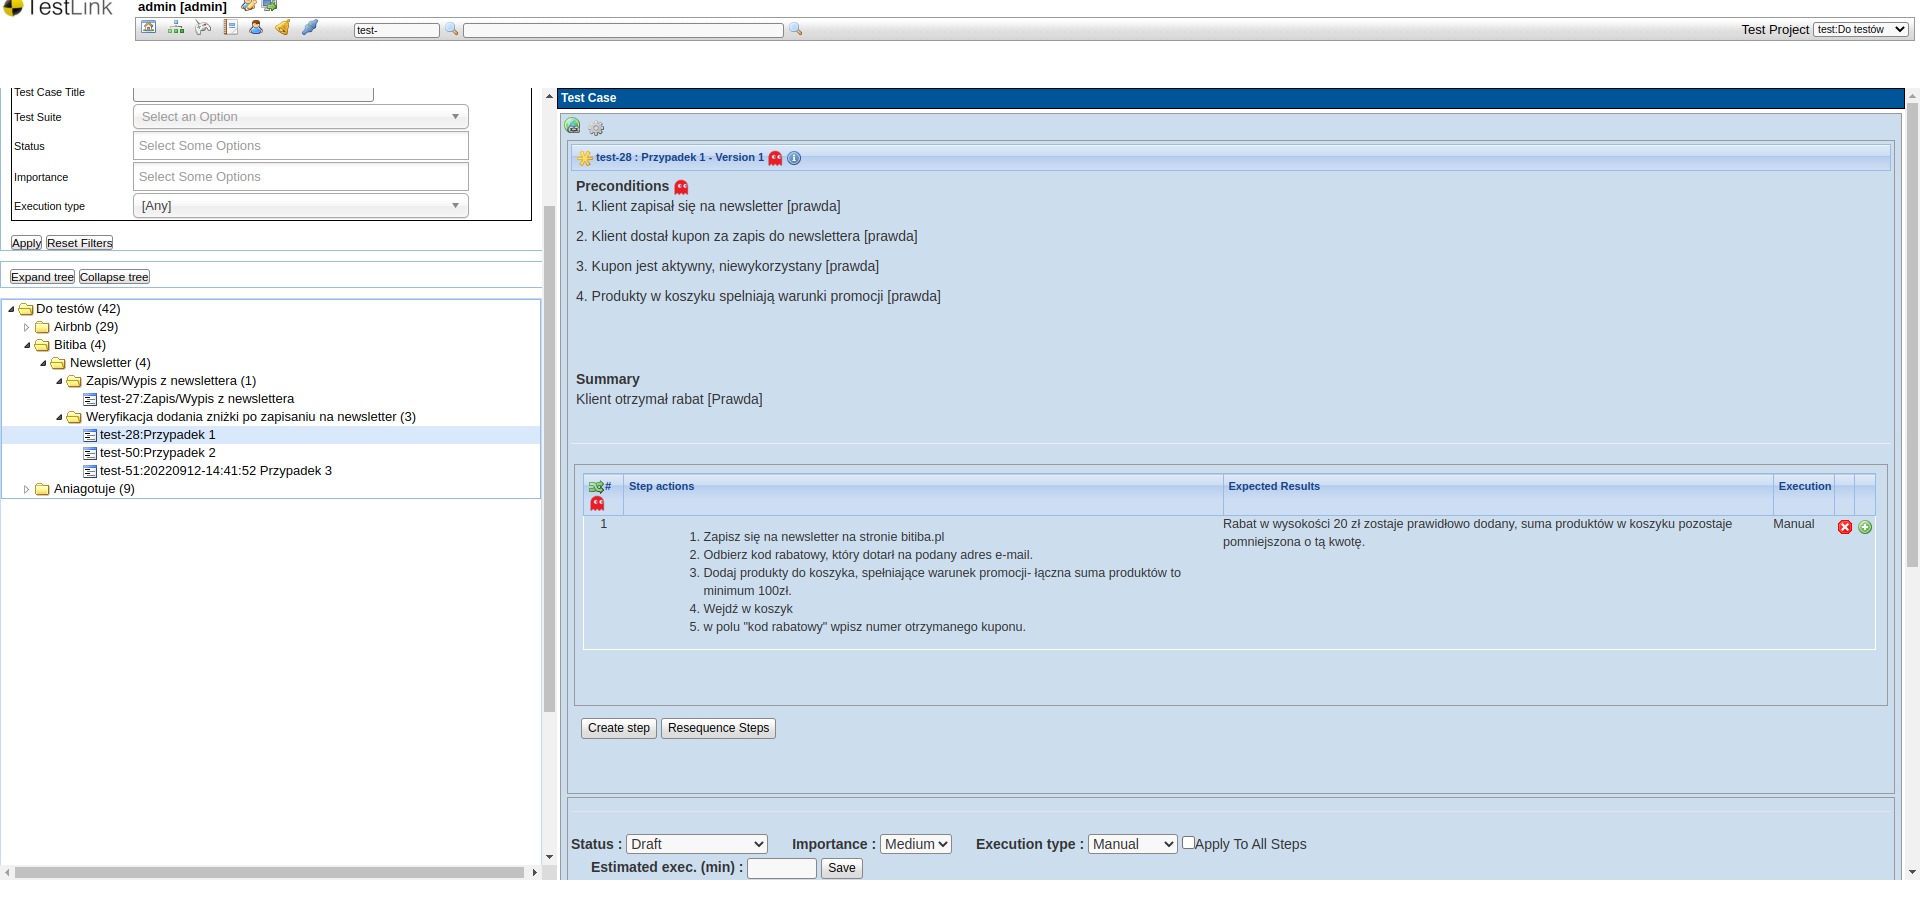 TestLink
admin [admin]
test-
Test Project test:Do testów
Test Case Title
Test Suite Select an Option
Status Select Some Options
Importance Select Some Options
Execution type [Any]
Apply Reset Filters
Expand tree Collapse tree
Do testów (42)
Airbnb (29)
Bitiba (4)
Newsletter (4)
Zapis/Wypis z newslettera (1)
test-27:Zapis/Wypis z newslettera
Weryfikacja dodania zniżki po zapisaniu na newsletter (3)
test-28:Przypadek 1
test-50:Przypadek 2
test-51:20220912-14:41:52 Przypadek 3
Aniagotuje (9)
Test Case
test-28 : Przypadek 1 - Version 1
Preconditions
1. Klient zapisał się na newsletter [prawda]
2. Klient dostał kupon za zapis do newslettera [prawda]
3. Kupon jest aktywny, niewykorzystany [prawda]
4. Produkty w koszyku spelniają warunki promocji [prawda]
Summary
Klient otrzymał rabat [Prawda]
# Step actions Expected Results Execution
1
1. Zapisz się na newsletter na stronie bitiba.pl
2. Odbierz kod rabatowy, który dotarł na podany adres e-mail.
3. Dodaj produkty do koszyka, spełniające warunek promocji- łączna suma produktów to
minimum 100zł.
4. Wejdź w koszyk
5. w polu "kod rabatowy" wpisz numer otrzymanego kuponu.
Rabat w wysokości 20 zł zostaje prawidłowo dodany, suma produktów w koszyku pozostaje
pomniejszona o tą kwotę.
Manual
Create step Resequence Steps
Status : Draft Importance : Medium Execution type : Manual Apply To All Steps
Estimated exec. (min) : Save